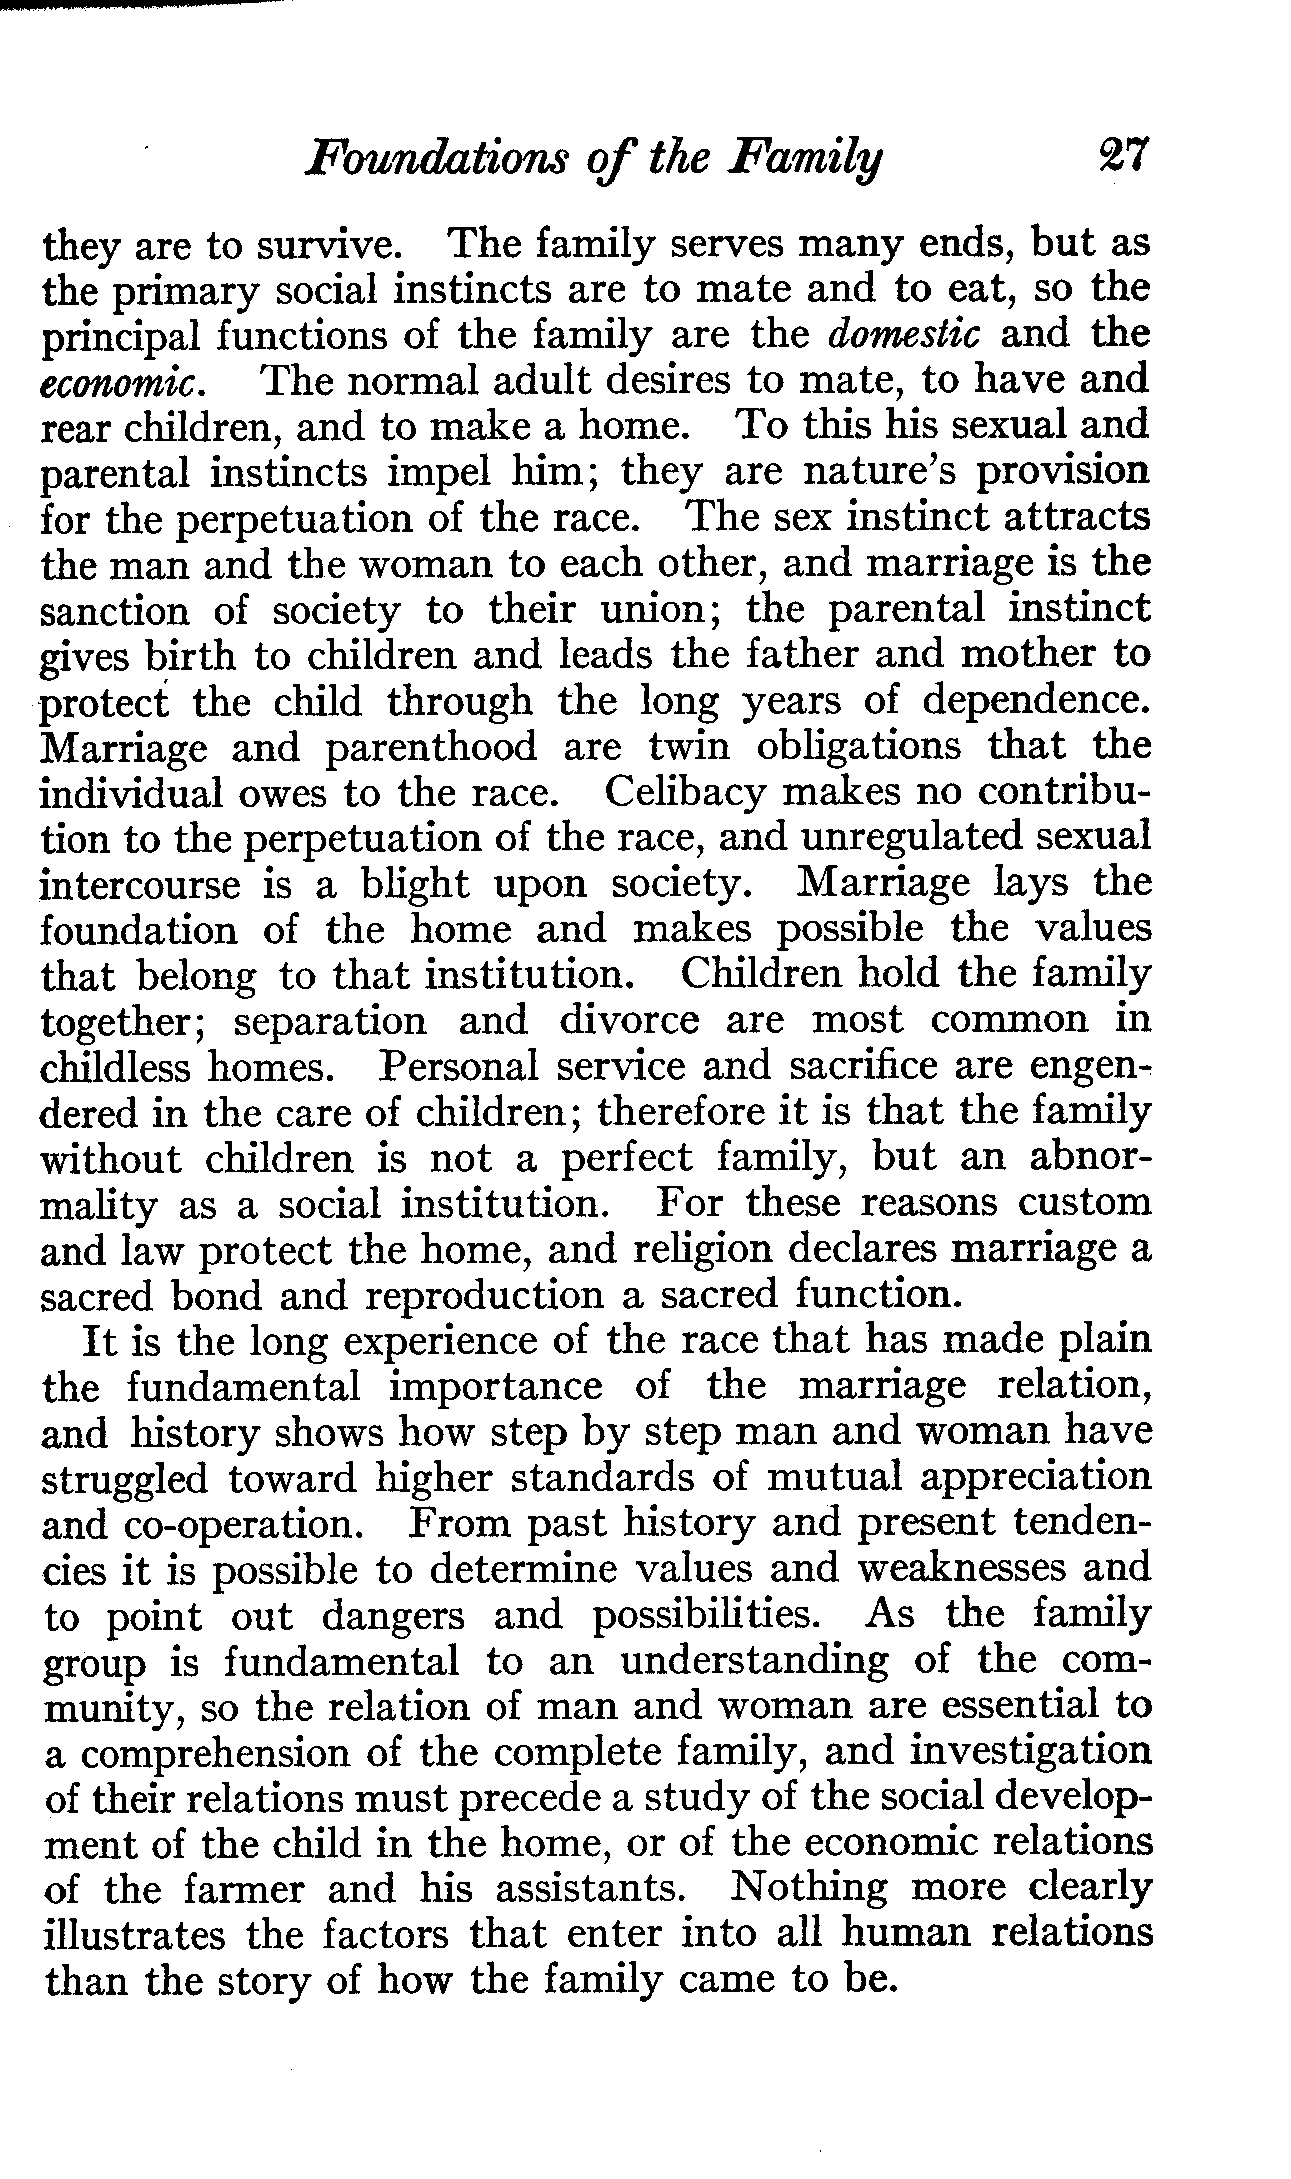 Foundations of the Family 27
they are to survive. The family serves many ends, but as
the primary social instincts are to mate and to eat, so the
principal functions of the family are the domestic and the
economic. The normal adult desires to mate, to have and
rear children, and to make a home. To this his sexual and
parental instincts impel him; they are nature's provision
for the perpetuation of the race. The sex instinct attracts
the man and the woman to each other, and marriage is the
sanction of society to their union; the parental instinct
gives birth to children and leads the father and mother to
protect the child through the long years of dependence.
Marriage and parenthood are twin obligations that the
individual owes to the race. Celibacy makes no contribu-
tion to the perpetuation of the race, and unregulated sexual
intercourse is a blight upon society. Marriage lays the
foundation of the home and makes possible the values
that belong to that institution. Children hold the family
together; separation and divorce are most common in
childless homes. Personal service and sacrifice are engen-
dered in the care of children; therefore it is that the family
without children is not a perfect family, but an abnor-
mality as a social institution. For these reasons custom
and law protect the home, and religion declares marriage a
sacred bond and reproduction a sacred function.
It is the long experience of the race that has made plain
the fundamental importance of the marriage relation,
and history shows how step by step man and woman have
struggled toward higher standards of mutual appreciation
and co-operation. From past history and present tenden-
cies it is possible to determine values and weaknesses and
to point out dangers and possibilities. As the family
group is fundamental to an understanding of the com-
munity, so the relation of man and woman are essential to
a comprehension of the complete family, and investigation
of their relations must precede a study of the social develop-
ment of the child in the home, or of the economic relations
of the farmer and his assistants. Nothing more clearly
illustrates the factors that enter into all human relations
than the story of how the family came to be.